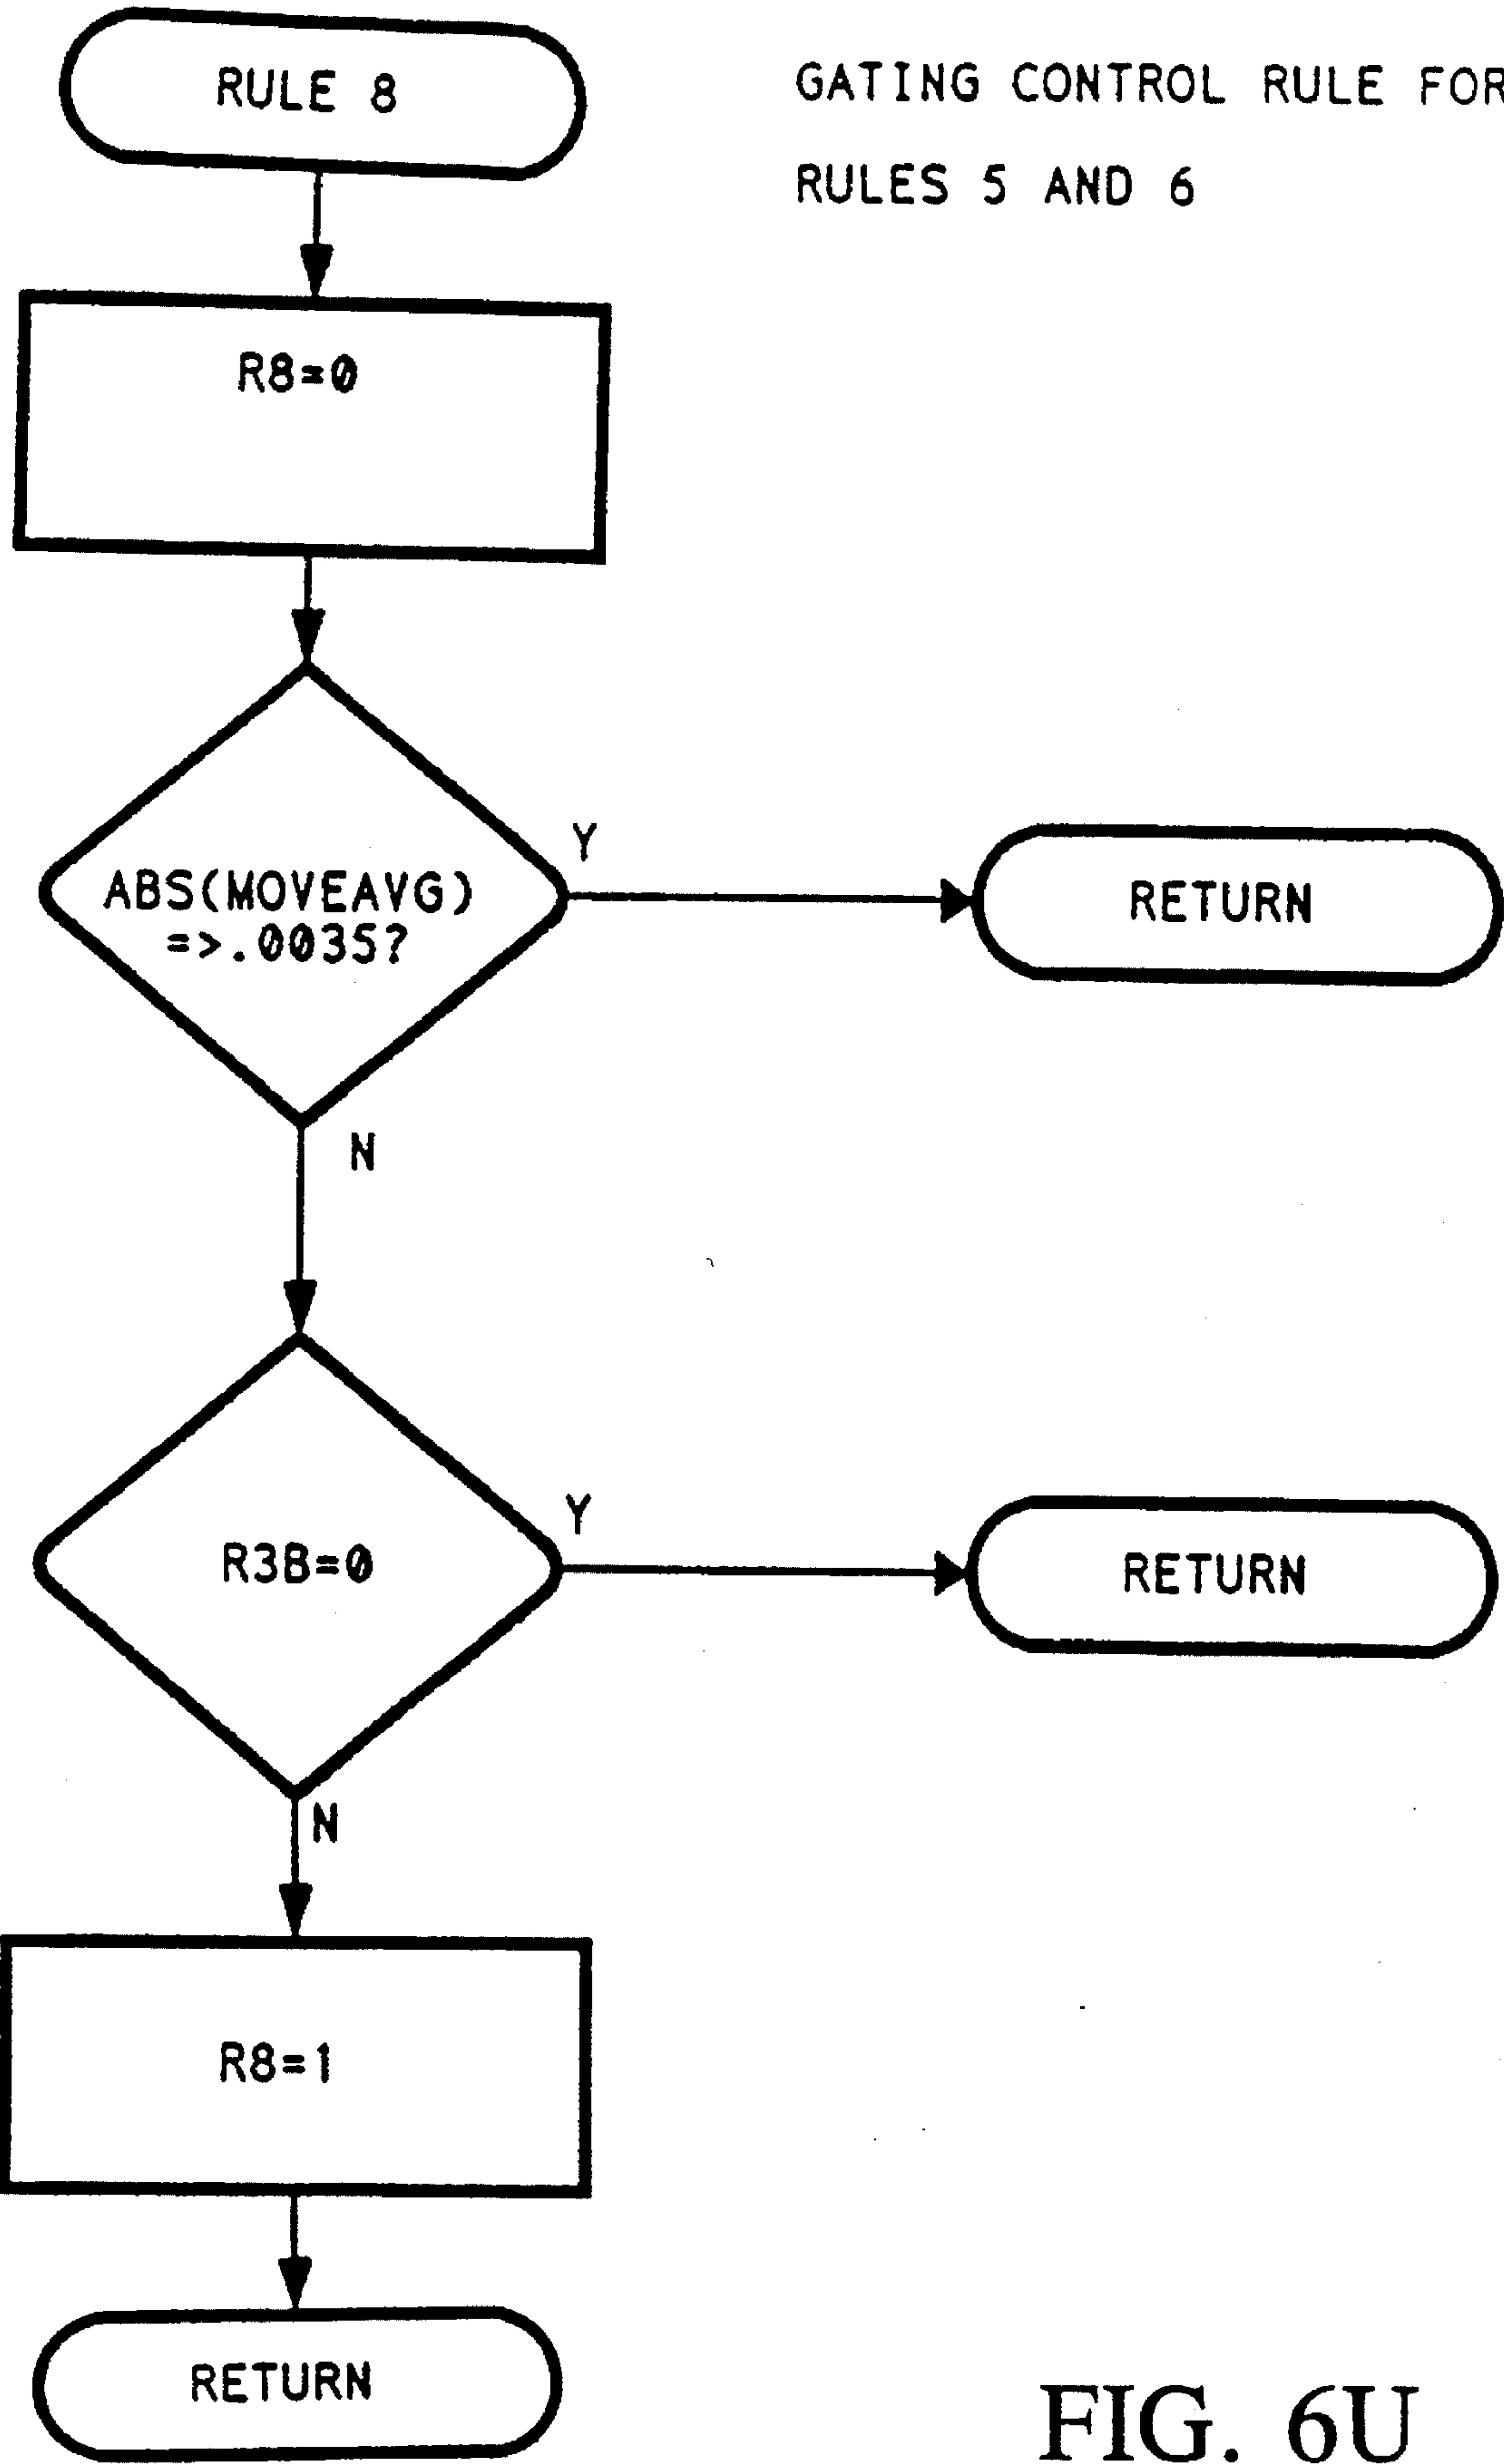 RULE 8
GATING CONTROL RULE FOR
RULES 5 AND 6
R8=0
ABS(MOVEAVG)
=>.0035?
Y
RETURN
N
R3B=0
Y
RETURN
N
R8=1
RETURN
FIG. 6U